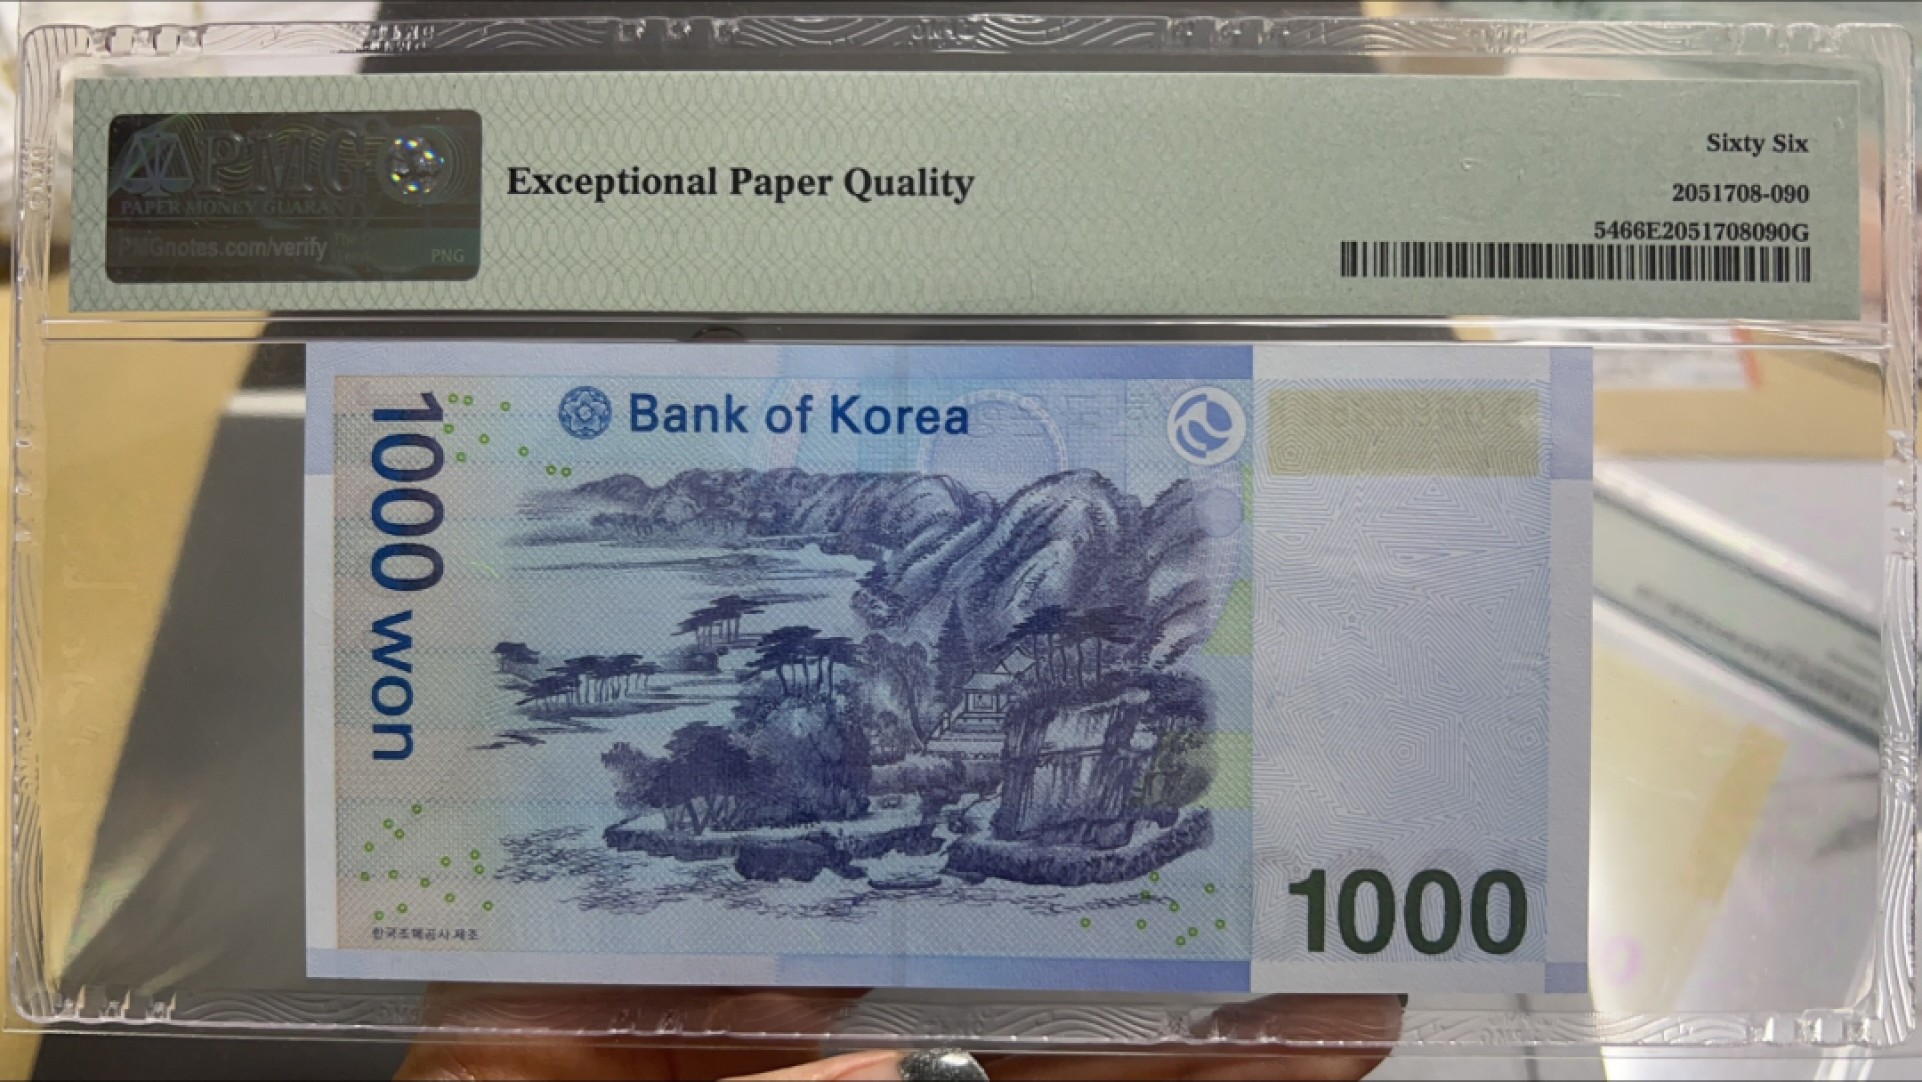 PMG
PAPER MONEY GUARANTY
PMGnotes.com/verify
PNG
Exceptional Paper Quality
Sixty Six
2051708-090
5466E2051708090G
Bank of Korea
1000 won
한국조폐공사 제조
1000